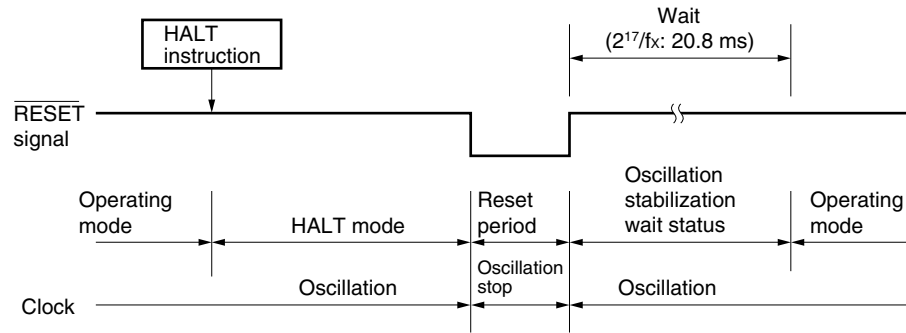 HALT
instruction
Wait
(2¹⁷/fx: 20.8 ms)
RESET
signal
Operating
mode
HALT mode
Reset
period
Oscillation
stabilization
wait status
Operating
mode
Clock
Oscillation
Oscillation
stop
Oscillation